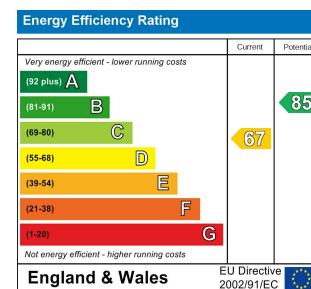 Energy Efficiency Rating
Current Potentia
Very energy efficient - lower running costs
(92 plus) A
(81-91) B
85
(69-80) C
67
(55-68) D
(39-54) E
(21-38) F
(1-20) G
Not energy efficient - higher running costs
England & Wales
EU Directive
2002/91/EC